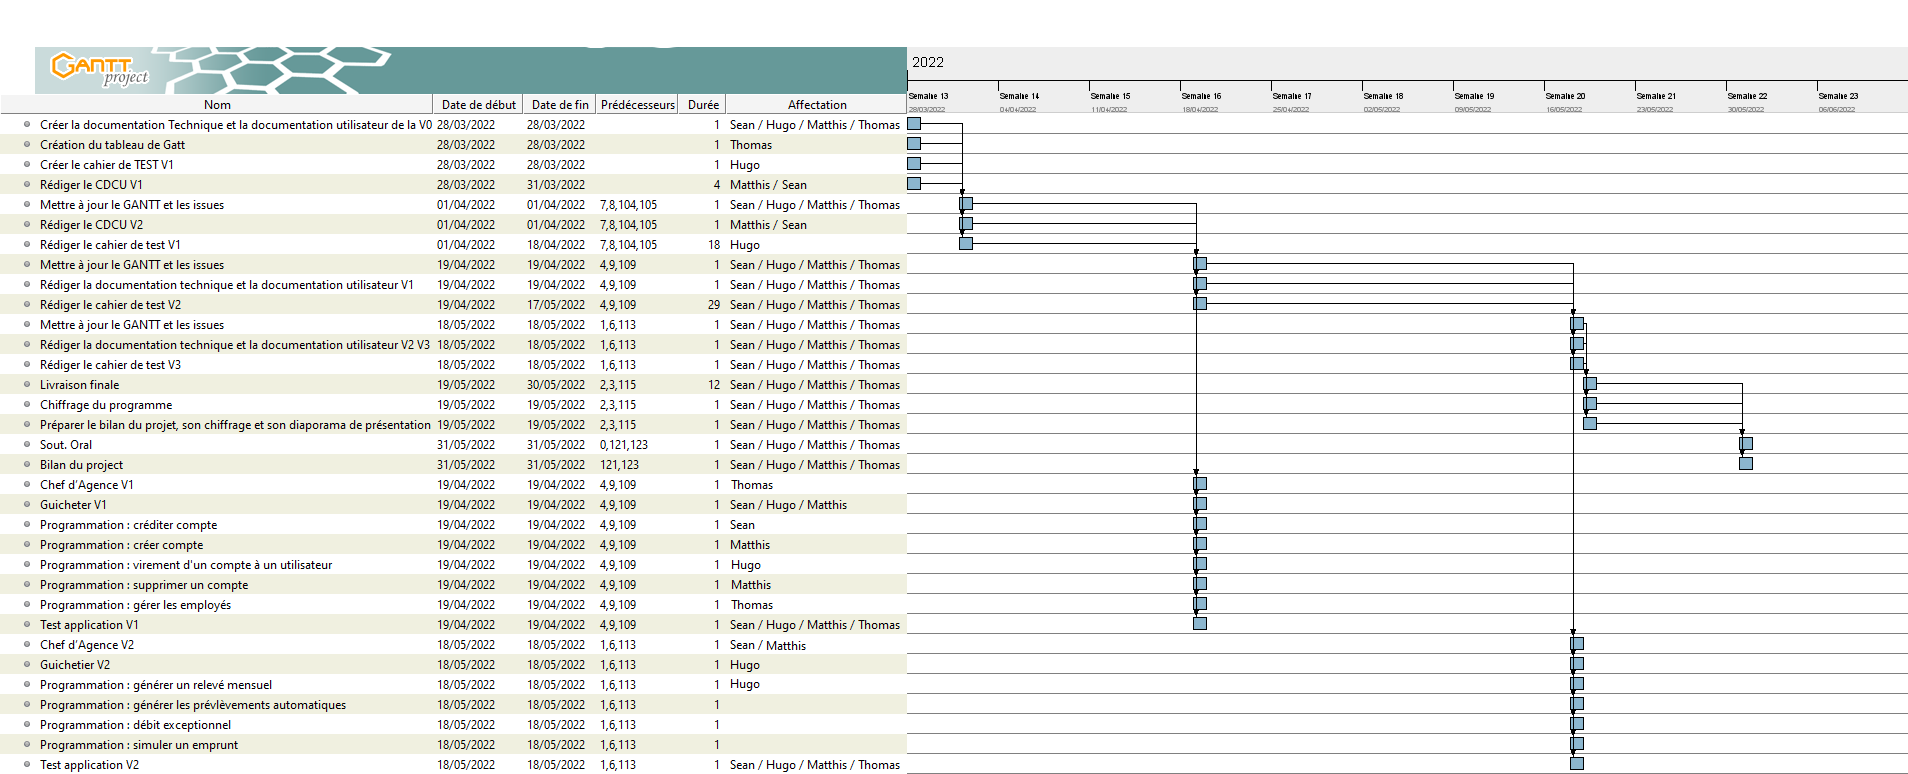 GANTT
project
2022
Semaine 13 Semaine 14 Semaine 15 Semaine 16 Semaine 17 Semaine 18 Semaine 19 Semaine 20 Semaine 21 Semaine 22 Semaine 23
28/03/2022 04/04/2022 11/04/2022 18/04/2022 25/04/2022 02/05/2022 09/05/2022 16/05/2022 23/05/2022 30/05/2022 06/06/2022
Nom Date de début Date de fin Prédécesseurs Durée Affectation
Créer la documentation Technique et la documentation utilisateur de la V0 28/03/2022 28/03/2022 1 Sean / Hugo / Matthis / Thomas
Création du tableau de Gatt 28/03/2022 28/03/2022 1 Thomas
Créer le cahier de TEST V1 28/03/2022 28/03/2022 1 Hugo
Rédiger le CDCU V1 28/03/2022 31/03/2022 4 Matthis / Sean
Mettre à jour le GANTT et les issues 01/04/2022 01/04/2022 7,8,104,105 1 Sean / Hugo / Matthis / Thomas
Rédiger le CDCU V2 01/04/2022 01/04/2022 7,8,104,105 1 Matthis / Sean
Rédiger le cahier de test V1 01/04/2022 18/04/2022 7,8,104,105 18 Hugo
Mettre à jour le GANTT et les issues 19/04/2022 19/04/2022 4,9,109 1 Sean / Hugo / Matthis / Thomas
Rédiger la documentation technique et la documentation utilisateur V1 19/04/2022 19/04/2022 4,9,109 1 Sean / Hugo / Matthis / Thomas
Rédiger le cahier de test V2 19/04/2022 17/05/2022 4,9,109 29 Sean / Hugo / Matthis / Thomas
Mettre à jour le GANTT et les issues 18/05/2022 18/05/2022 1,6,113 1 Sean / Hugo / Matthis / Thomas
Rédiger la documentation technique et la documentation utilisateur V2 V3 18/05/2022 18/05/2022 1,6,113 1 Sean / Hugo / Matthis / Thomas
Rédiger le cahier de test V3 18/05/2022 18/05/2022 1,6,113 1 Sean / Hugo / Matthis / Thomas
Livraison finale 19/05/2022 30/05/2022 2,3,115 12 Sean / Hugo / Matthis / Thomas
Chiffrage du programme 19/05/2022 19/05/2022 2,3,115 1 Sean / Hugo / Matthis / Thomas
Préparer le bilan du projet, son chiffrage et son diaporama de présentation 19/05/2022 19/05/2022 2,3,115 1 Sean / Hugo / Matthis / Thomas
Sout. Oral 31/05/2022 31/05/2022 0,121,123 1 Sean / Hugo / Matthis / Thomas
Bilan du project 31/05/2022 31/05/2022 121,123 1 Sean / Hugo / Matthis / Thomas
Chef d'Agence V1 19/04/2022 19/04/2022 4,9,109 1 Thomas
Guicheter V1 19/04/2022 19/04/2022 4,9,109 1 Sean / Hugo / Matthis
Programmation : créditer compte 19/04/2022 19/04/2022 4,9,109 1 Sean
Programmation : créer compte 19/04/2022 19/04/2022 4,9,109 1 Matthis
Programmation : virement d'un compte à un utilisateur 19/04/2022 19/04/2022 4,9,109 1 Hugo
Programmation : supprimer un compte 19/04/2022 19/04/2022 4,9,109 1 Matthis
Programmation : gérer les employés 19/04/2022 19/04/2022 4,9,109 1 Thomas
Test application V1 19/04/2022 19/04/2022 4,9,109 1 Sean / Hugo / Matthis / Thomas
Chef d'Agence V2 18/05/2022 18/05/2022 1,6,113 1 Sean / Matthis
Guichetier V2 18/05/2022 18/05/2022 1,6,113 1 Hugo
Programmation : générer un relevé mensuel 18/05/2022 18/05/2022 1,6,113 1 Hugo
Programmation : générer les prévlèvements automatiques 18/05/2022 18/05/2022 1,6,113 1
Programmation : débit exceptionnel 18/05/2022 18/05/2022 1,6,113 1
Programmation : simuler un emprunt 18/05/2022 18/05/2022 1,6,113 1
Test application V2 18/05/2022 18/05/2022 1,6,113 1 Sean / Hugo / Matthis / Thomas